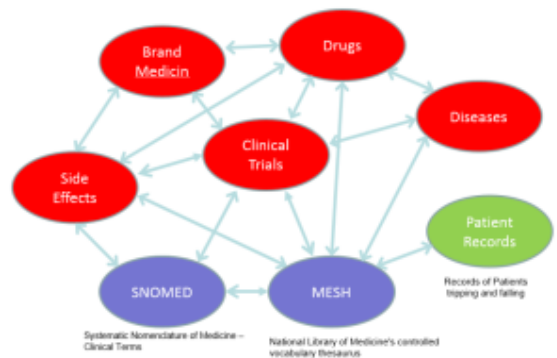 Brand
Medicin
Drugs
Diseases
Clinical
Trials
Side
Effects
Patient
Records
SNOMED
MESH
Records of Patients
tripping and falling
Systematic Nomenclature of Medicine –
Clinical Terms
National Library of Medicine's controlled
vocabulary thesaurus